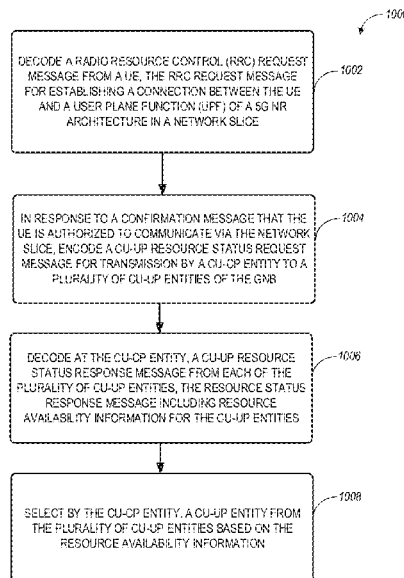 1000
DECODE A RADIO RESOURCE CONTROL (RRC) REQUEST
MESSAGE FROM A UE, THE RRC REQUEST MESSAGE
FOR ESTABLISHING A CONNECTION BETWEEN THE UE
AND A USER PLANE FUNCTION (UPF) OF A 5G NR
ARCHITECTURE IN A NETWORK SLICE
1002
IN RESPONSE TO A CONFIRMATION MESSAGE THAT THE
UE IS AUTHORIZED TO COMMUNICATE VIA THE NETWORK
SLICE, ENCODE A CU-UP RESOURCE STATUS REQUEST
MESSAGE FOR TRANSMISSION BY A CU-CP ENTITY TO A
PLURALITY OF CU-UP ENTITIES OF THE GNB
1004
DECODE AT THE CU-CP ENTITY, A CU-UP RESOURCE
STATUS RESPONSE MESSAGE FROM EACH OF THE
PLURALITY OF CU-UP ENTITIES, THE RESOURCE STATUS
RESPONSE MESSAGE INCLUDING RESOURCE
AVAILABILITY INFORMATION FOR THE CU-UP ENTITIES
1006
SELECT BY THE CU-CP ENTITY, A CU-UP ENTITY FROM
THE PLURALITY OF CU-UP ENTITIES BASED ON THE
RESOURCE AVAILABILITY INFORMATION
1008